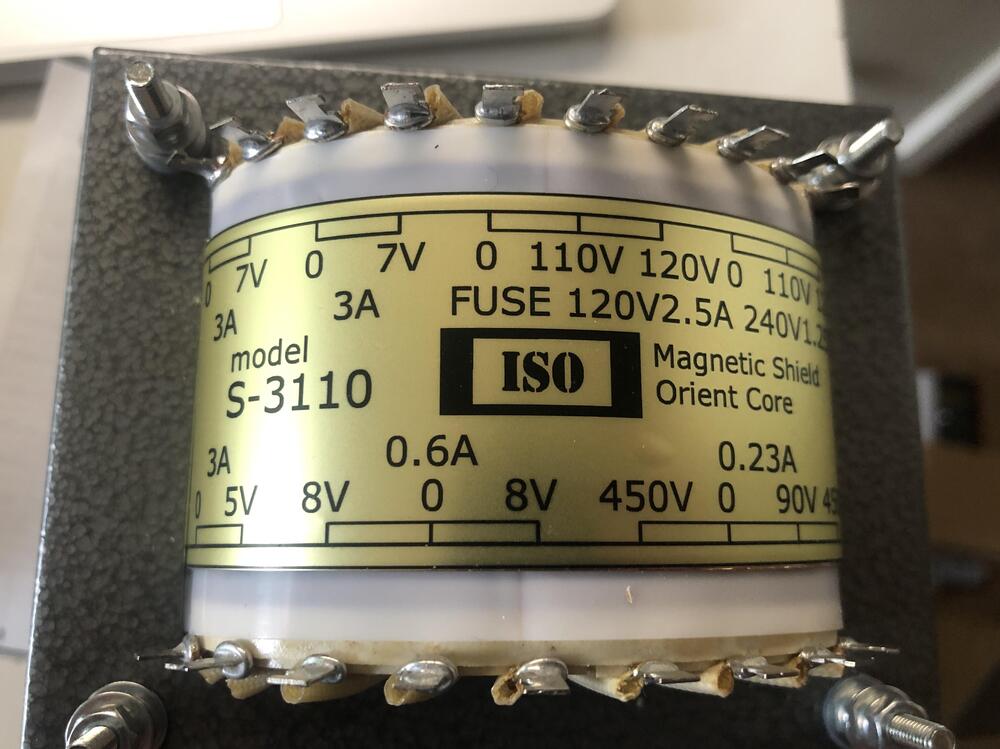 0 7V 0 7V 0 110V 120V 0 110V
3A 3A FUSE 120V2.5A 240V
model
S-3110
ISO
Magnetic Shield
Orient Core
3A 0.6A 0.23A
0 5V 8V 0 8V 450V 0 90V